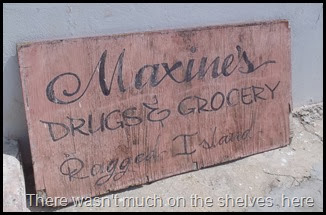 Maxine's
DRUGS & GROCERY
Ragged Island
There wasn't much on the shelves here